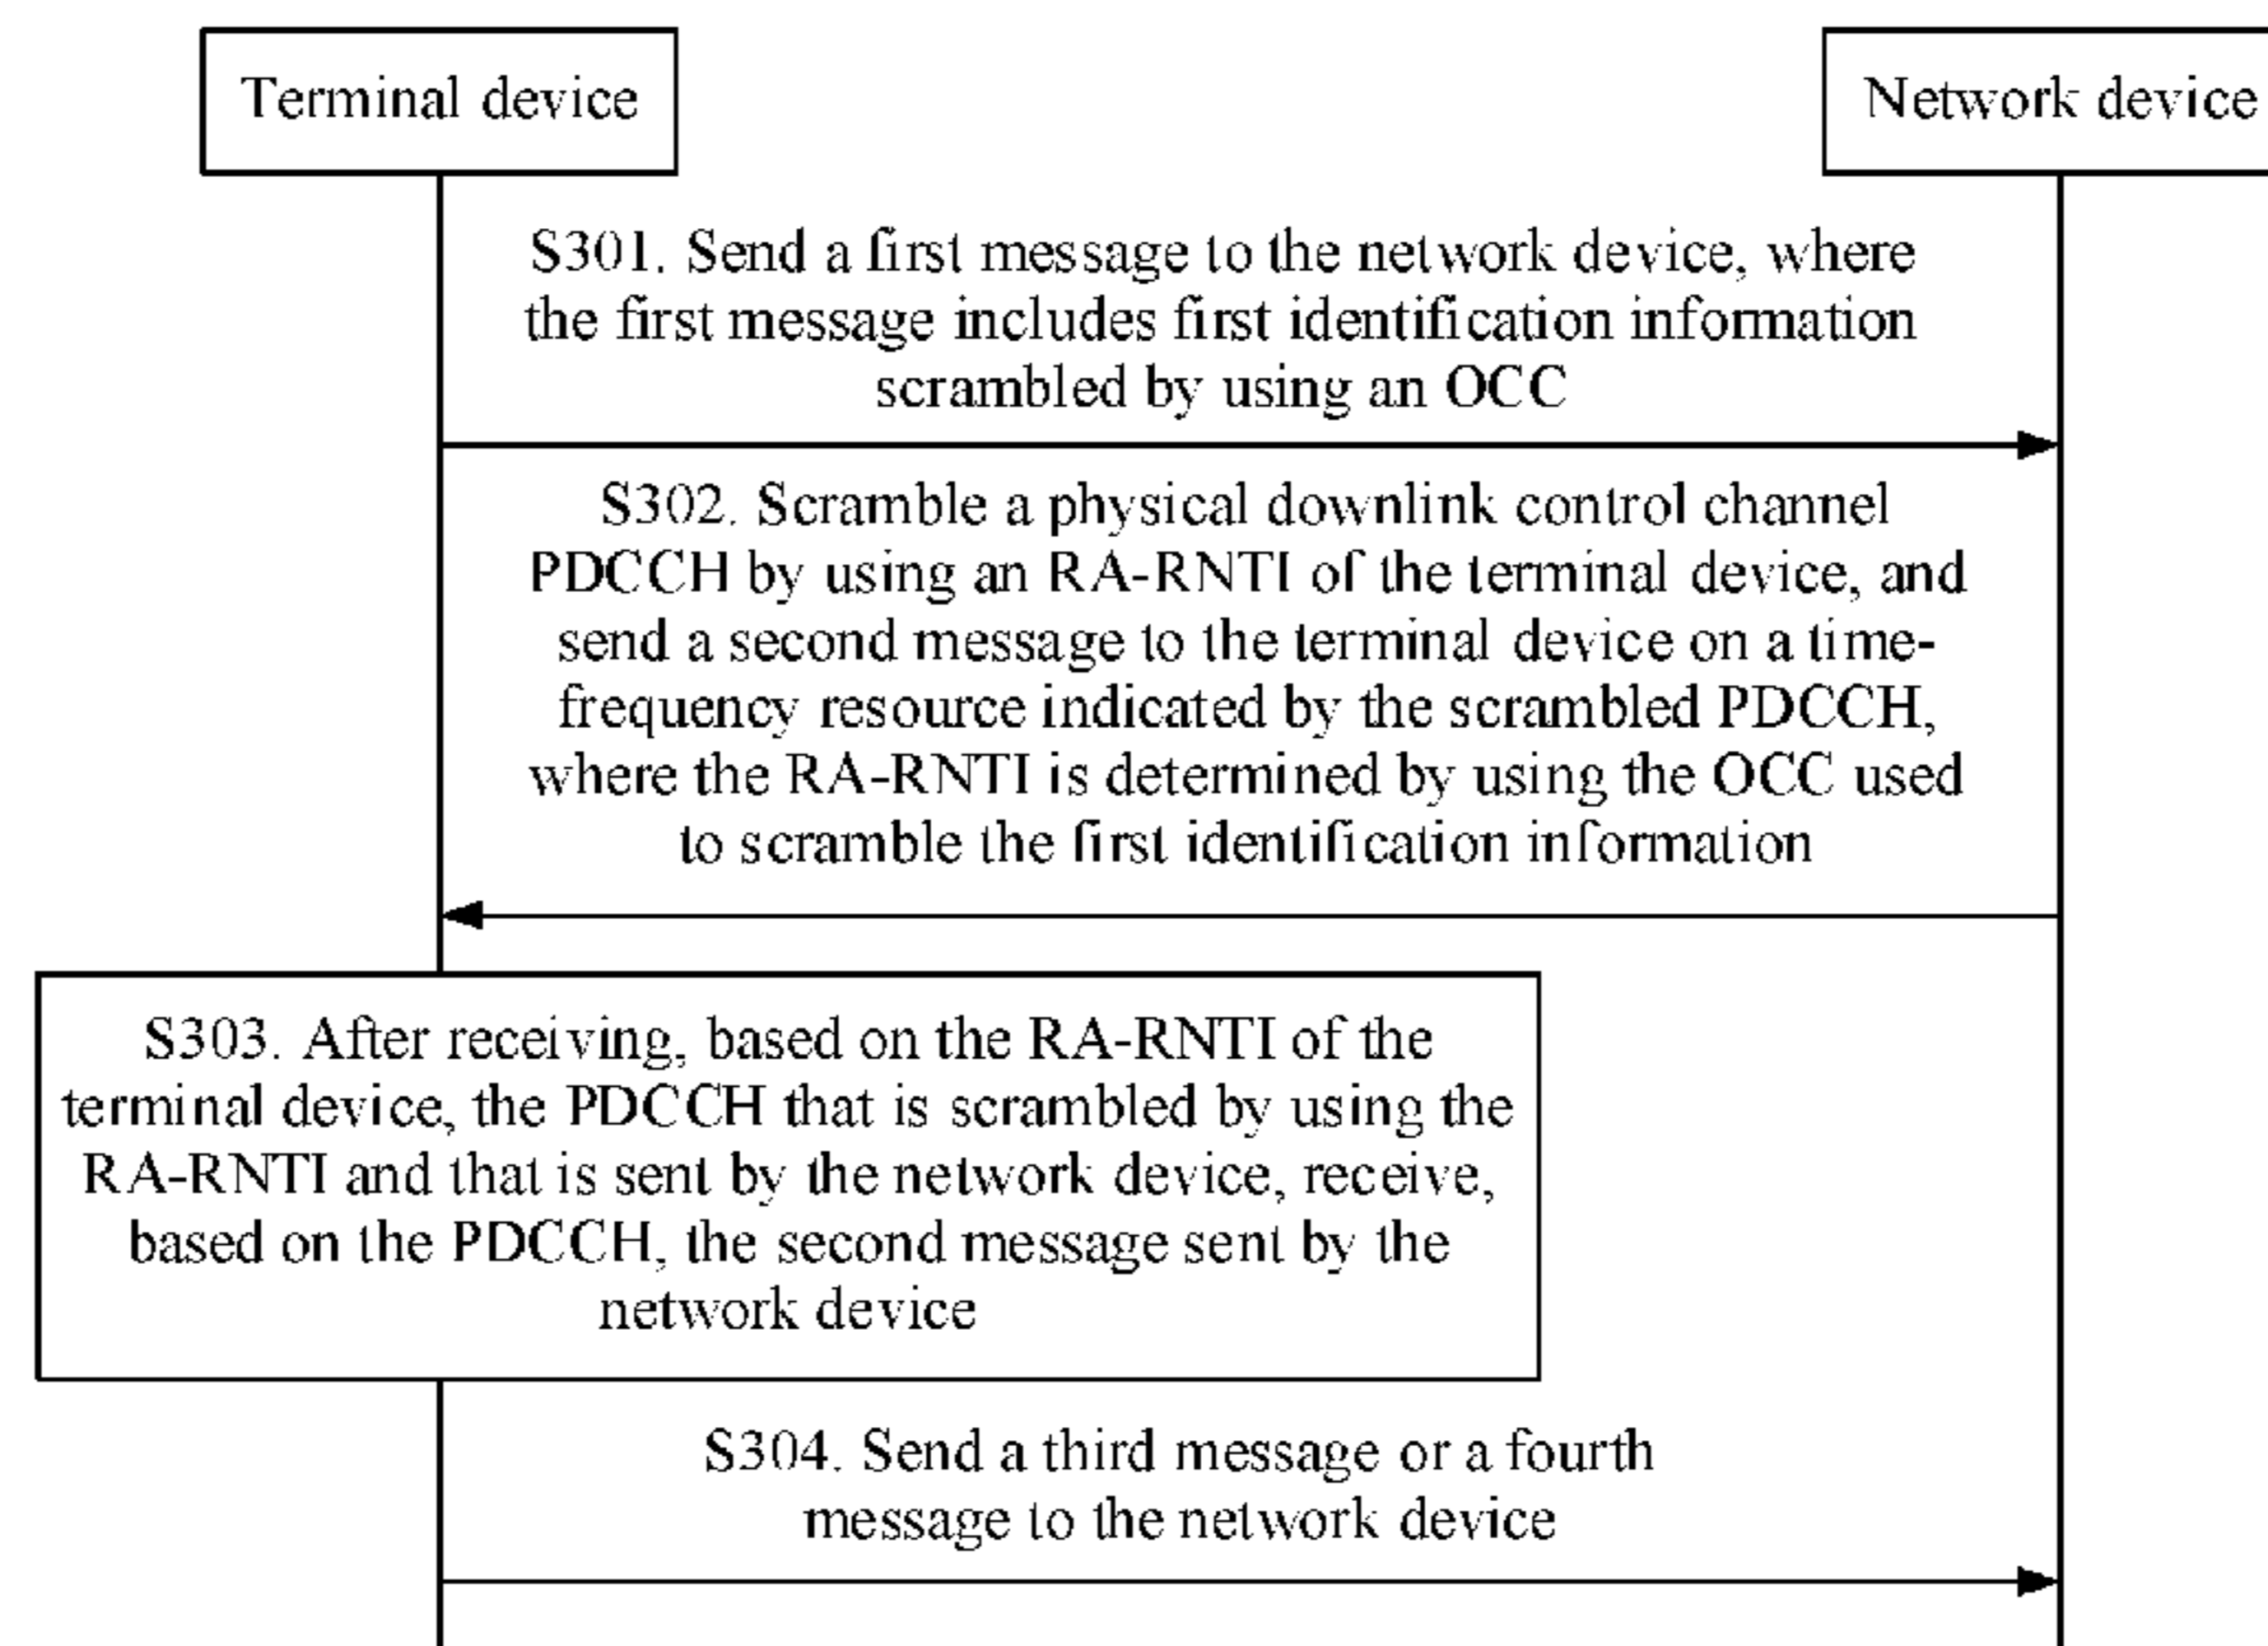 Terminal device
Network device
S301. Send a first message to the network device, where
the first message includes first identification information
scrambled by using an OCC
S302. Scramble a physical downlink control channel
PDCCH by using an RA-RNTI of the terminal device, and
send a second message to the terminal device on a time-
frequency resource indicated by the scrambled PDCCH,
where the RA-RNTI is determined by using the OCC used
to scramble the first identification information
S303. After receiving, based on the RA-RNTI of the
terminal device, the PDCCH that is scrambled by using the
RA-RNTI and that is sent by the network device, receive,
based on the PDCCH, the second message sent by the
network device
S304. Send a third message or a fourth
message to the network device